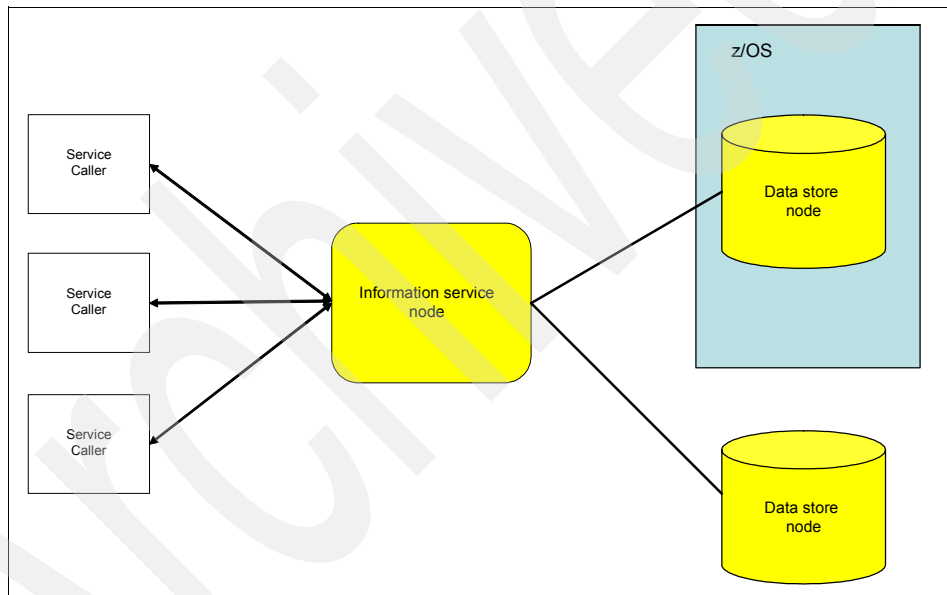 z/OS
Service
Caller
Data store
node
Service
Caller
Information service
node
Service
Caller
Data store
node